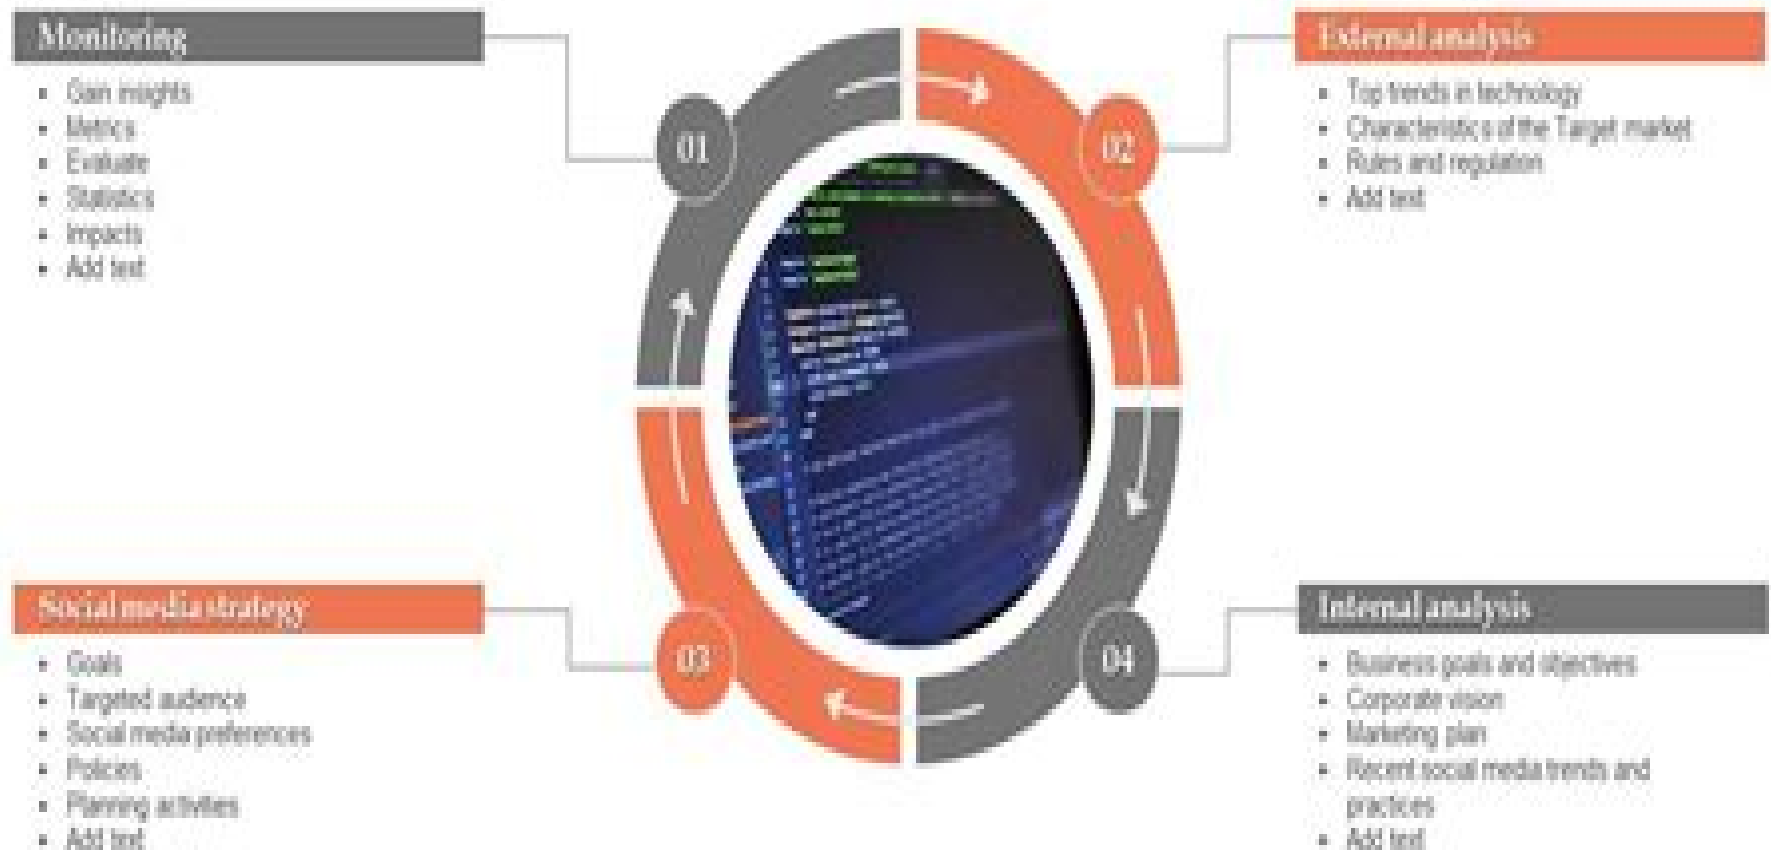 Monitoring
• Gain insights
• Metrics
• Evaluate
• Statistics
• Impacts
• Add text
01
02
External analysis
• Top trends in technology
• Characteristics of the Target market
• Rules and regulation
• Add text
Social media strategy
• Goals
• Targeted audience
• Social media preferences
• Policies
• Planning activities
• Add text
03
04
Internal analysis
• Business goals and objectives
• Corporate vision
• Marketing plan
• Recent social media trends and
practices
• Add text